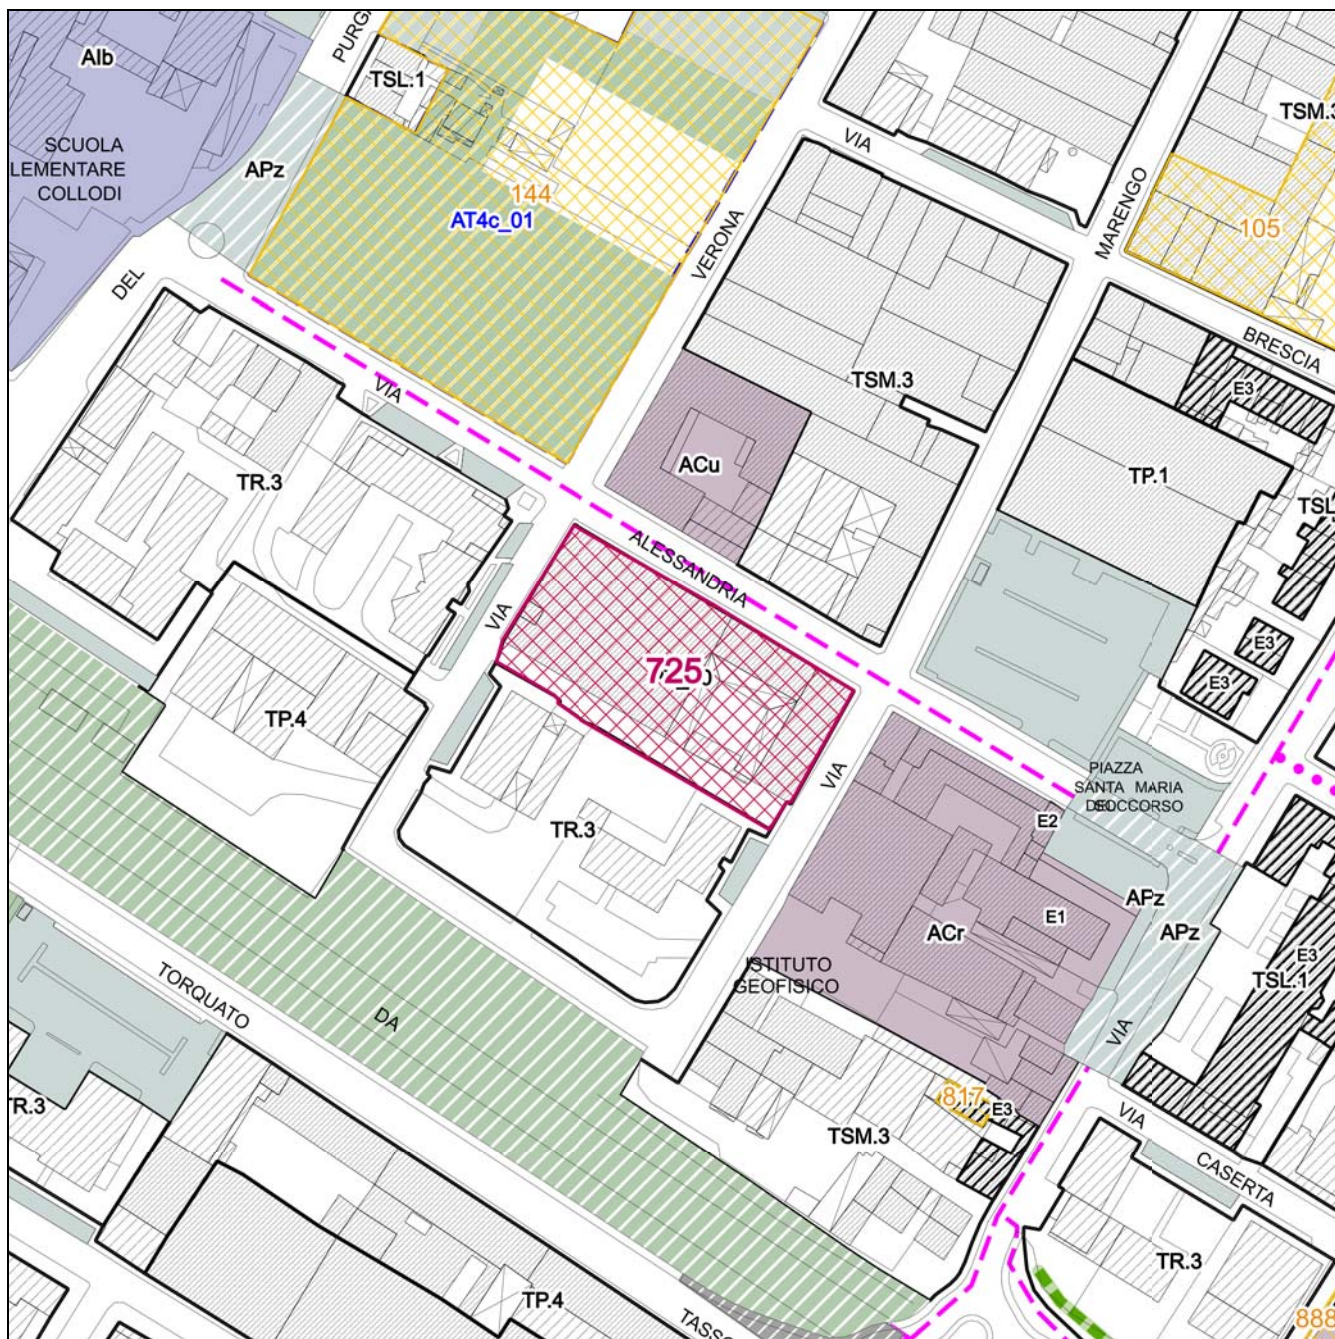 PURG
Alb
TSL.1
TSM.3
VIA
SCUOLA
LEMENTARE
COLLODI
APz
144
AT4c_01
MARENGO
105
VERONA
DEL
BRESCIA
VIA
TSM.3
E3
TR.3
ACu
TP.1
TSL
ALESSANDRIA
VIA
E3
E3
725
TP.4
PIAZZA
SANTA MARIA
SOCCORSO
VIA
E2
TR.3
APz
E1
ACr
APz
E3
TSL.1
ISTITUTO
GEOFISICO
TORQUATO
DA
VIA
817
E3
TR.3
VIA
TSM.3
CASERTA
TR.3
TP.4
TASSO
888